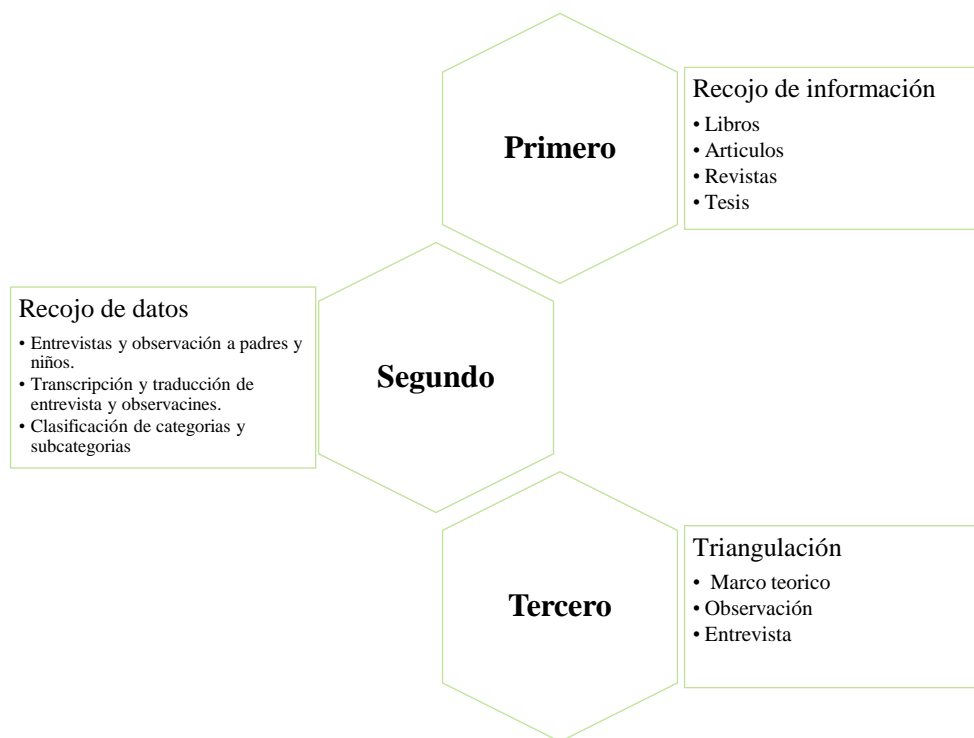 Primero
Recojo de información
• Libros
• Articulos
• Revistas
• Tesis
Segundo
Recojo de datos
• Entrevistas y observación a padres y
niños.
• Transcripción y traducción de
entrevista y observacines.
• Clasificación de categorias y
subcategorias
Tercero
Triangulación
• Marco teorico
• Observación
• Entrevista